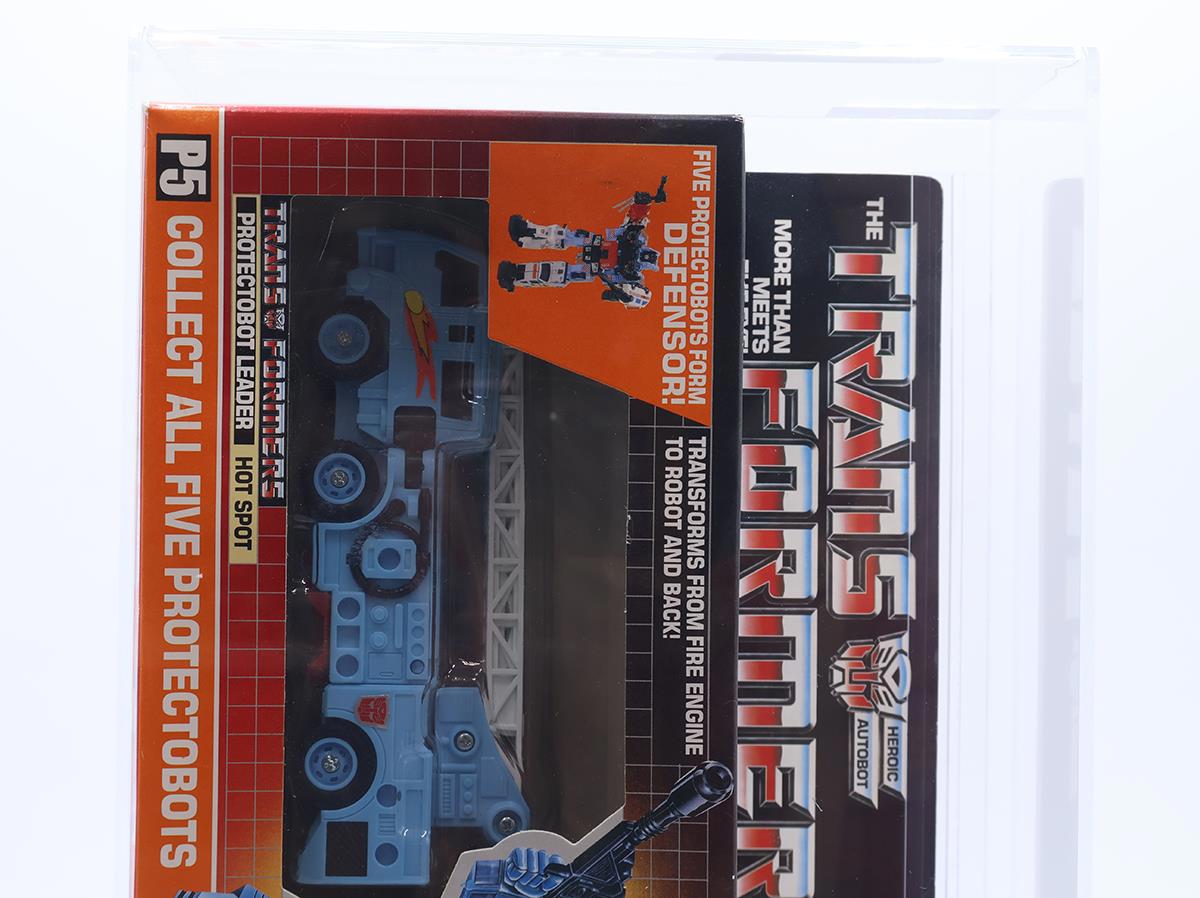 THE
TRANSFORMERS
MORE THAN
MEETS
HEROIC
AUTOBOT
FIVE PROTECTOBOTS FORM
DEFENSOR!
TRANSFORMS FROM FIRE ENGINE
TO ROBOT AND BACK!
TRANSFORMERS
PROTECTOBOT LEADER HOT SPOT
P5 COLLECT ALL FIVE PROTECTOBOTS